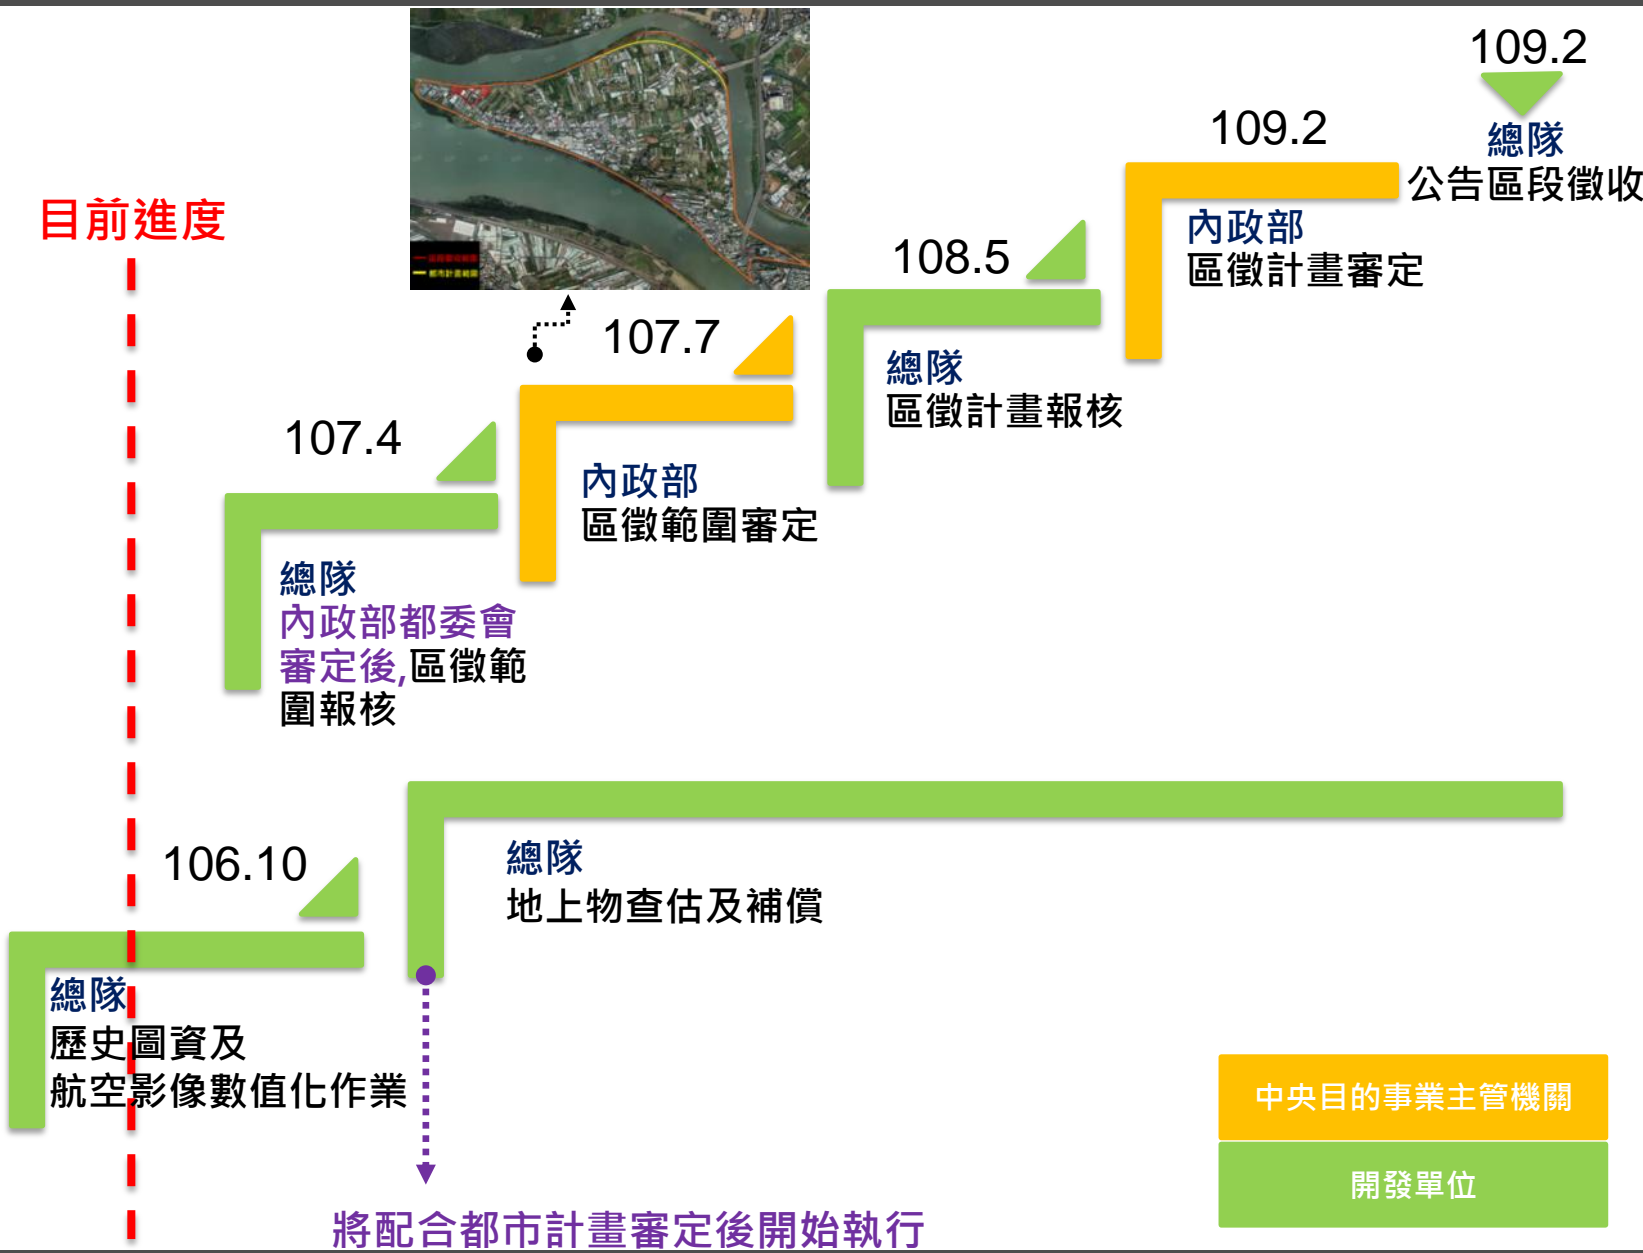 109.2
總隊
公告區段徵收
109.2
內政部
區徵計畫審定
目前進度
108.5
總隊
區徵計畫報核
107.7
內政部
區徵範圍審定
107.4
總隊
內政部都委會
審定後,區徵範
圍報核
都市計畫範圍
106.10
總隊
歷史圖資及
航空影像數值化作業
總隊
地上物查估及補償
將配合都市計畫審定後開始執行
中央目的事業主管機關
開發單位